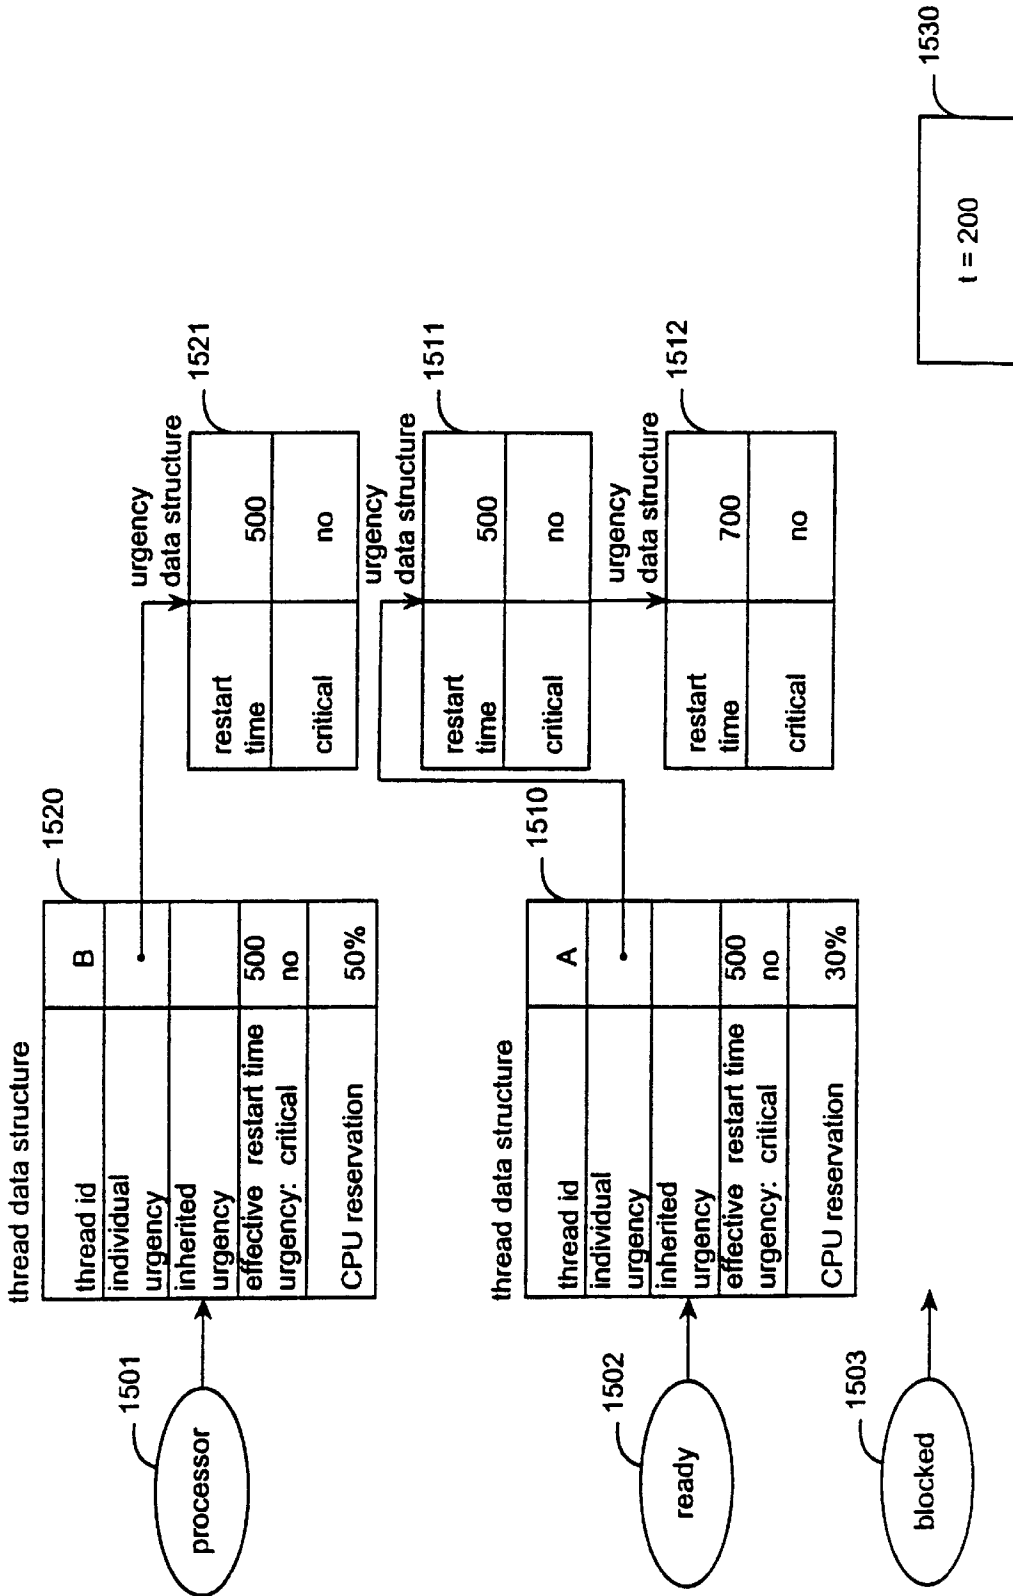 thread data structure
1520
thread id B
individual
urgency
inherited
urgency
effective restart time 500
urgency: critical no
CPU reservation 50%
1501
processor
urgency
data structure
1521
restart
time 500
critical no
thread data structure
1510
thread id A
individual
urgency
inherited
urgency
effective restart time 500
urgency: critical no
CPU reservation 30%
1502
ready
urgency
data structure
1511
restart
time 500
critical no
urgency
data structure
1512
restart
time 700
critical no
1503
blocked
1530
t = 200